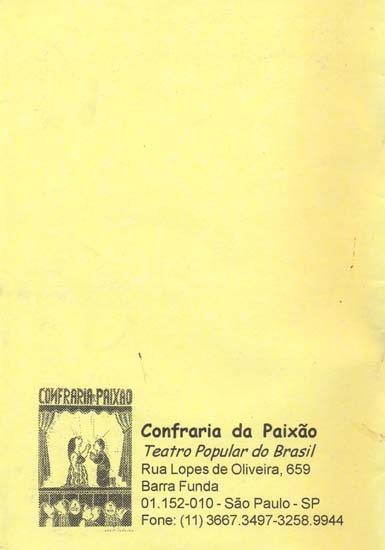 CONFRARIA DA PAIXÃO
Confraria da Paixão
Teatro Popular do Brasil
Rua Lopes de Oliveira, 659
Barra Funda
01.152-010 - São Paulo - SP
Fone: (11) 3667.3497-3258.9944